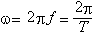 ω = 2πf = 2π/T